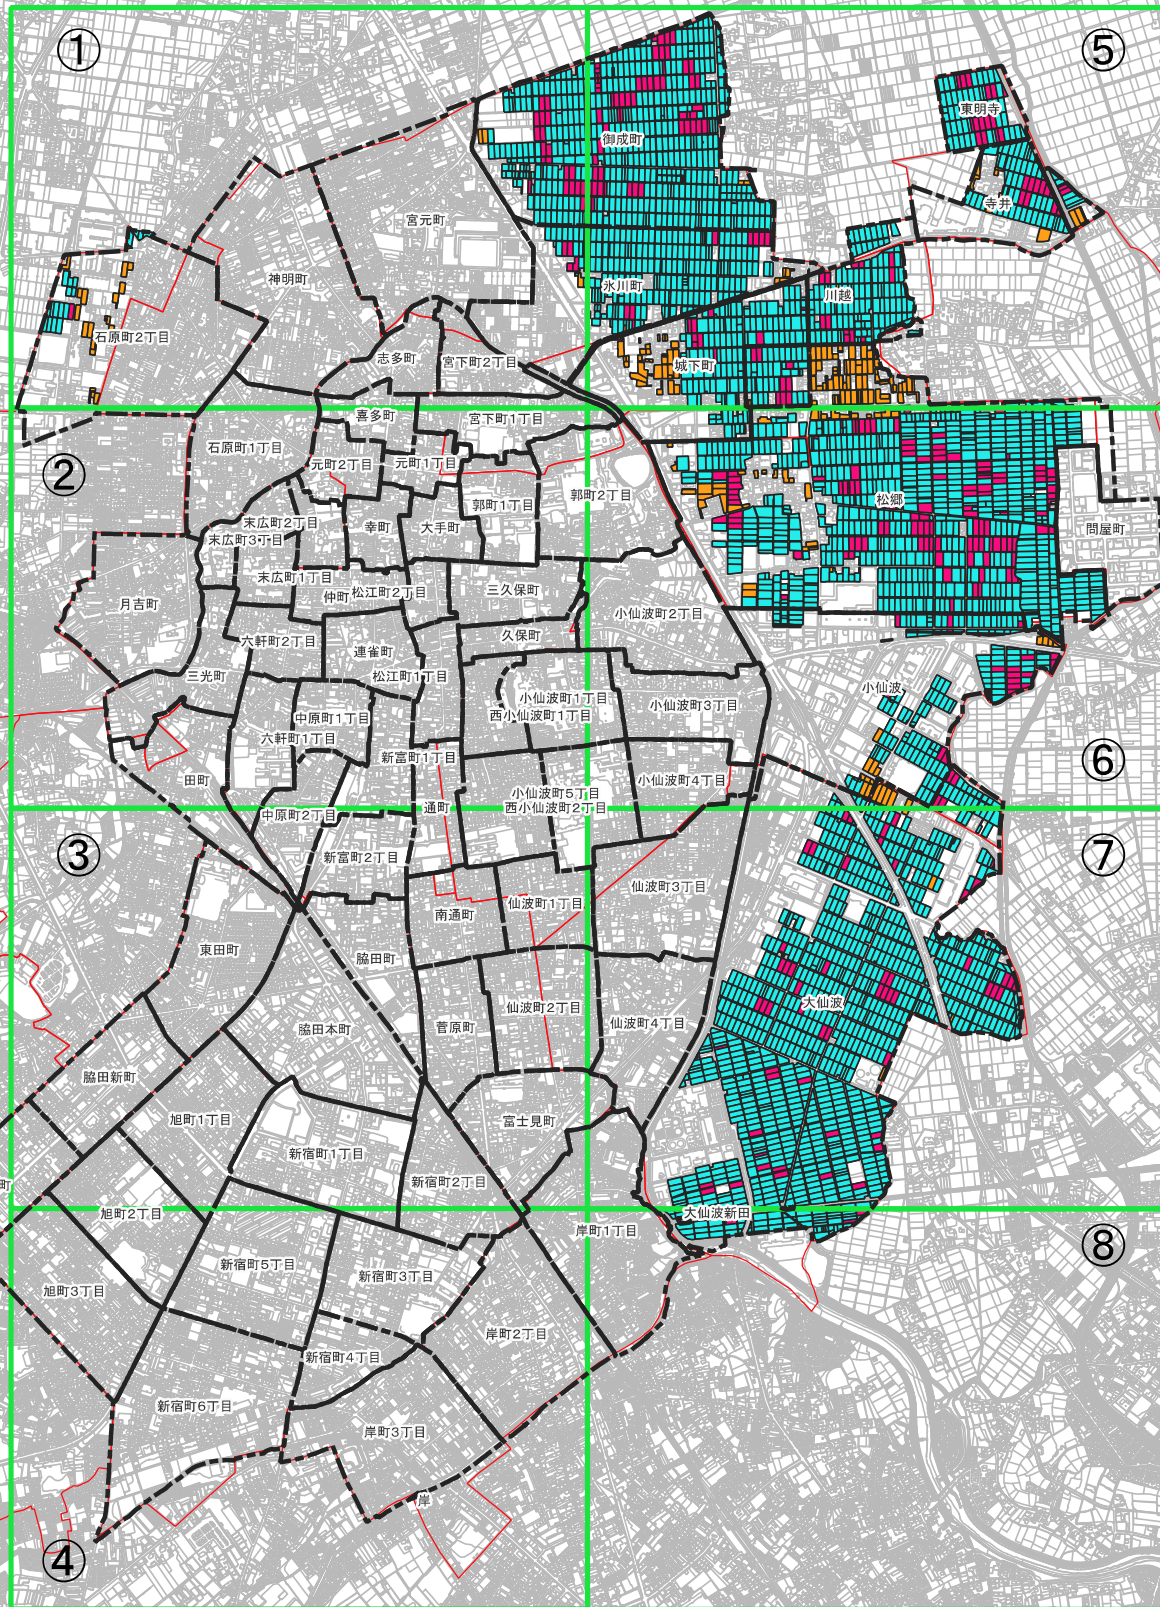 ①
⑤
東明寺
御成町
寺井
宮元町
神明町
氷川町
川越
石原町2丁目
志多町
宮下町2丁目
城下町
喜多町
宮下町1丁目
石原町1丁目
元町2丁目
元町1丁目
②
郭町1丁目
郭町2丁目
松郷
末広町2丁目
幸町
大手町
問屋町
末広町3丁目
末広町1丁目
仲町
松江町2丁目
三久保町
月吉町
小仙波町2丁目
久保町
六軒町2丁目
連雀町
三光町
松江町1丁目
小仙波
小仙波町1丁目
小仙波町3丁目
西小仙波町1丁目
中原町1丁目
六軒町1丁目
新富町1丁目
⑥
田町
小仙波町4丁目
小仙波町5丁目
通町
西小仙波町2丁目
中原町2丁目
③
新富町2丁目
⑦
仙波町3丁目
仙波町1丁目
南通町
東田町
脇田町
大仙波
仙波町2丁目
仙波町4丁目
菅原町
脇田本町
脇田新町
旭町1丁目
富士見町
新宿町1丁目
新宿町2丁目
町
旭町2丁目
大仙波新田
岸町1丁目
⑧
新宿町5丁目
新宿町3丁目
旭町3丁目
岸町2丁目
新宿町4丁目
新宿町6丁目
岸町3丁目
岸
④